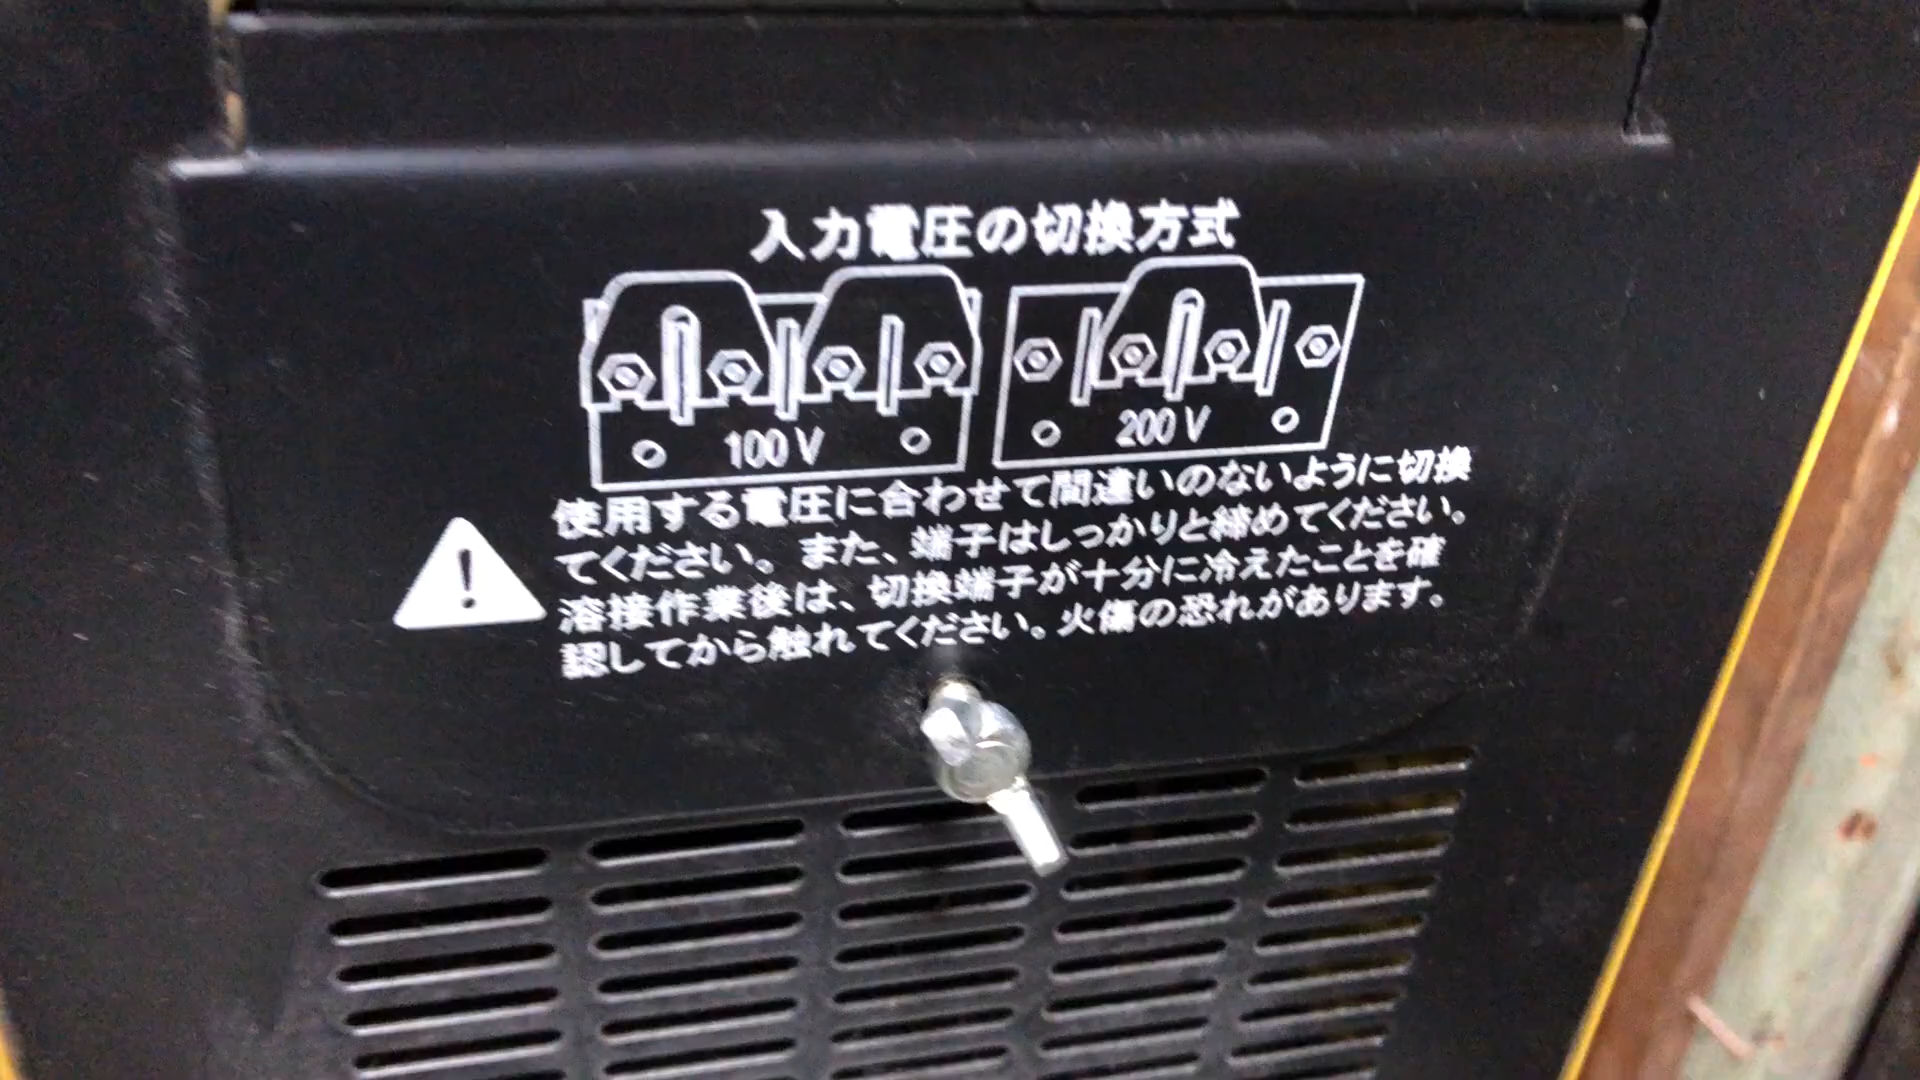 入力電圧の切換方式
100V
200V
使用する電圧に合わせて間違いのないように切換
てください。また、端子はしっかりと締めてください。
溶接作業後は、切換端子が十分に冷えたことを確
認してから触れてください。火傷の恐れがあります。